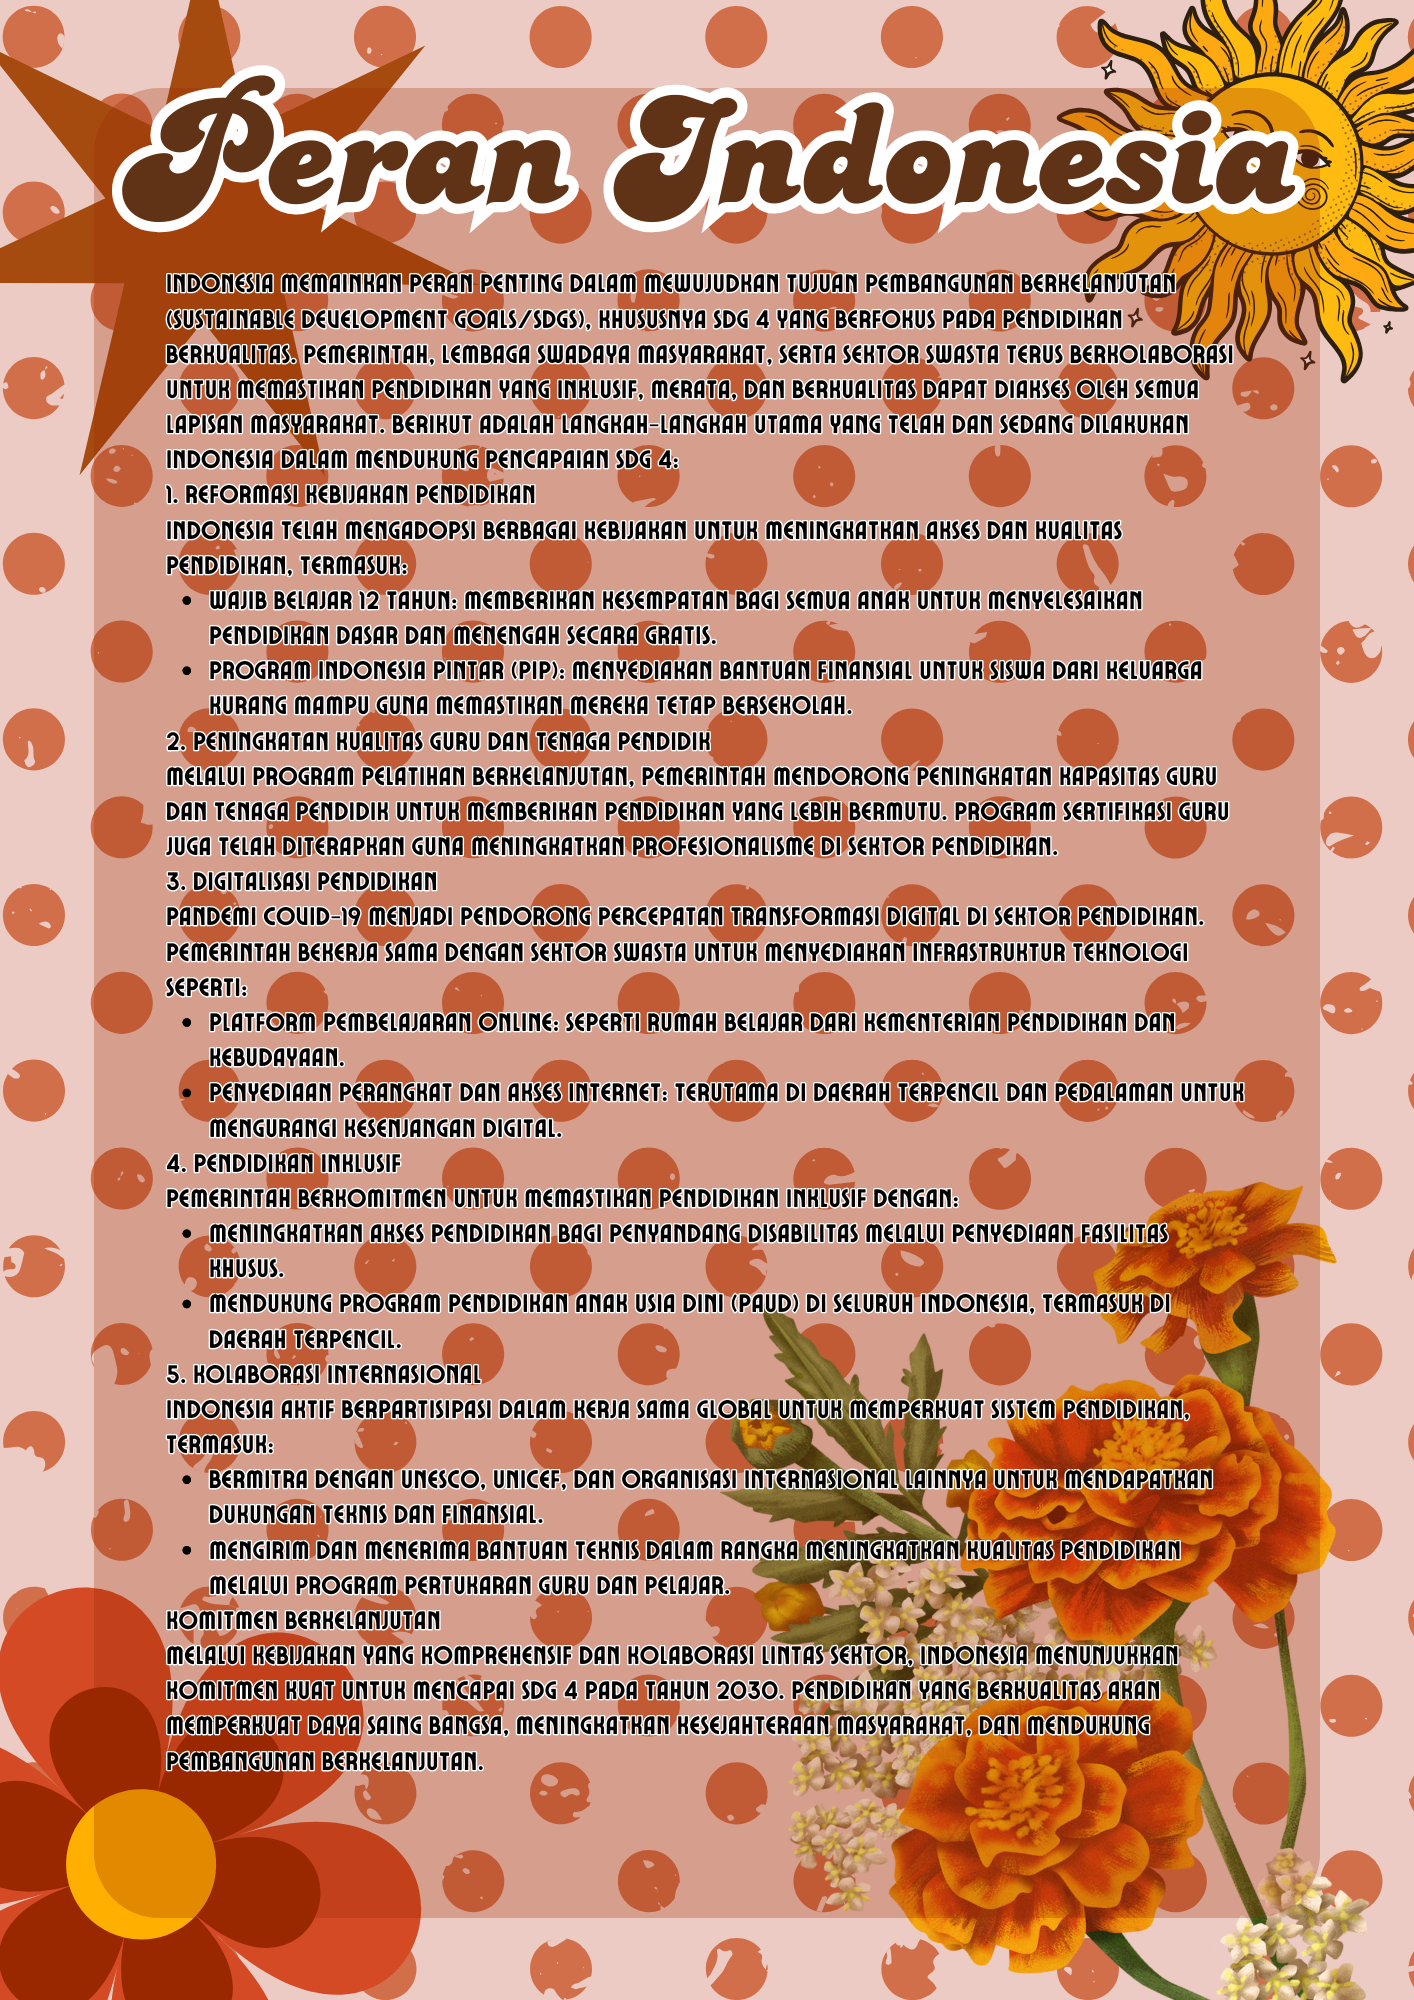 Peran Indonesia
INDONESIA MEMAINKAN PERAN PENTING DALAM MEWUJUDKAN TUJUAN PEMBANGUNAN BERKELANJUTAN
(SUSTAINABLE DEVELOPMENT GOALS/SDGS), KHUSUSNYA SDG 4 YANG BERFOKUS PADA PENDIDIKAN
BERKUALITAS. PEMERINTAH, LEMBAGA SWADAYA MASYARAKAT, SERTA SEKTOR SWASTA TERUS BERKOLABORASI
UNTUK MEMASTIKAN PENDIDIKAN YANG INKLUSIF, MERATA, DAN BERKUALITAS DAPAT DIAKSES OLEH SEMUA
LAPISAN MASYARAKAT. BERIKUT ADALAH LANGKAH-LANGKAH UTAMA YANG TELAH DAN SEDANG DILAKUKAN
INDONESIA DALAM MENDUKUNG PENCAPAIAN SDG 4:
1. REFORMASI KEBIJAKAN PENDIDIKAN
INDONESIA TELAH MENGADOPSI BERBAGAI KEBIJAKAN UNTUK MENINGKATKAN AKSES DAN KUALITAS
PENDIDIKAN, TERMASUK:
• WAJIB BELAJAR 12 TAHUN: MEMBERIKAN KESEMPATAN BAGI SEMUA ANAK UNTUK MENYELESAIKAN
PENDIDIKAN DASAR DAN MENENGAH SECARA GRATIS.
• PROGRAM INDONESIA PINTAR (PIP): MENYEDIAKAN BANTUAN FINANSIAL UNTUK SISWA DARI KELUARGA
KURANG MAMPU GUNA MEMASTIKAN MEREKA TETAP BERSEKOLAH.
2. PENINGKATAN KUALITAS GURU DAN TENAGA PENDIDIK
MELALUI PROGRAM PELATIHAN BERKELANJUTAN, PEMERINTAH MENDORONG PENINGKATAN KAPASITAS GURU
DAN TENAGA PENDIDIK UNTUK MEMBERIKAN PENDIDIKAN YANG LEBIH BERMUTU. PROGRAM SERTIFIKASI GURU
JUGA TELAH DITERAPKAN GUNA MENINGKATKAN PROFESIONALISME DI SEKTOR PENDIDIKAN.
3. DIGITALISASI PENDIDIKAN
PANDEMI COVID-19 MENJADI PENDORONG PERCEPATAN TRANSFORMASI DIGITAL DI SEKTOR PENDIDIKAN.
PEMERINTAH BEKERJA SAMA DENGAN SEKTOR SWASTA UNTUK MENYEDIAKAN INFRASTRUKTUR TEKNOLOGI
SEPERTI:
• PLATFORM PEMBELAJARAN ONLINE: SEPERTI RUMAH BELAJAR DARI KEMENTERIAN PENDIDIKAN DAN
KEBUDAYAAN.
• PENYEDIAAN PERANGKAT DAN AKSES INTERNET: TERUTAMA DI DAERAH TERPENCIL DAN PEDALAMAN UNTUK
MENGURANGI KESENJANGAN DIGITAL.
4. PENDIDIKAN INKLUSIF
PEMERINTAH BERKOMITMEN UNTUK MEMASTIKAN PENDIDIKAN INKLUSIF DENGAN:
• MENINGKATKAN AKSES PENDIDIKAN BAGI PENYANDANG DISABILITAS MELALUI PENYEDIAAN FASILITAS
KHUSUS.
• MENDUKUNG PROGRAM PENDIDIKAN ANAK USIA DINI (PAUD) DI SELURUH INDONESIA, TERMASUK DI
DAERAH TERPENCIL.
5. KOLABORASI INTERNASIONAL
INDONESIA AKTIF BERPARTISIPASI DALAM KERJA SAMA GLOBAL UNTUK MEMPERKUAT SISTEM PENDIDIKAN,
TERMASUK:
• BERMITRA DENGAN UNESCO, UNICEF, DAN ORGANISASI INTERNASIONAL LAINNYA UNTUK MENDAPATKAN
DUKUNGAN TEKNIS DAN FINANSIAL.
• MENGIRIM DAN MENERIMA BANTUAN TEKNIS DALAM RANGKA MENINGKATKAN KUALITAS PENDIDIKAN
MELALUI PROGRAM PERTUKARAN GURU DAN PELAJAR.
KOMITMEN BERKELANJUTAN
MELALUI KEBIJAKAN YANG KOMPREHENSIF DAN KOLABORASI LINTAS SEKTOR, INDONESIA MENUNJUKKAN
KOMITMEN KUAT UNTUK MENCAPAI SDG 4 PADA TAHUN 2030. PENDIDIKAN YANG BERKUALITAS AKAN
MEMPERKUAT DAYA SAING BANGSA, MENINGKATKAN KESEJAHTERAAN MASYARAKAT, DAN MENDUKUNG
PEMBANGUNAN BERKELANJUTAN.